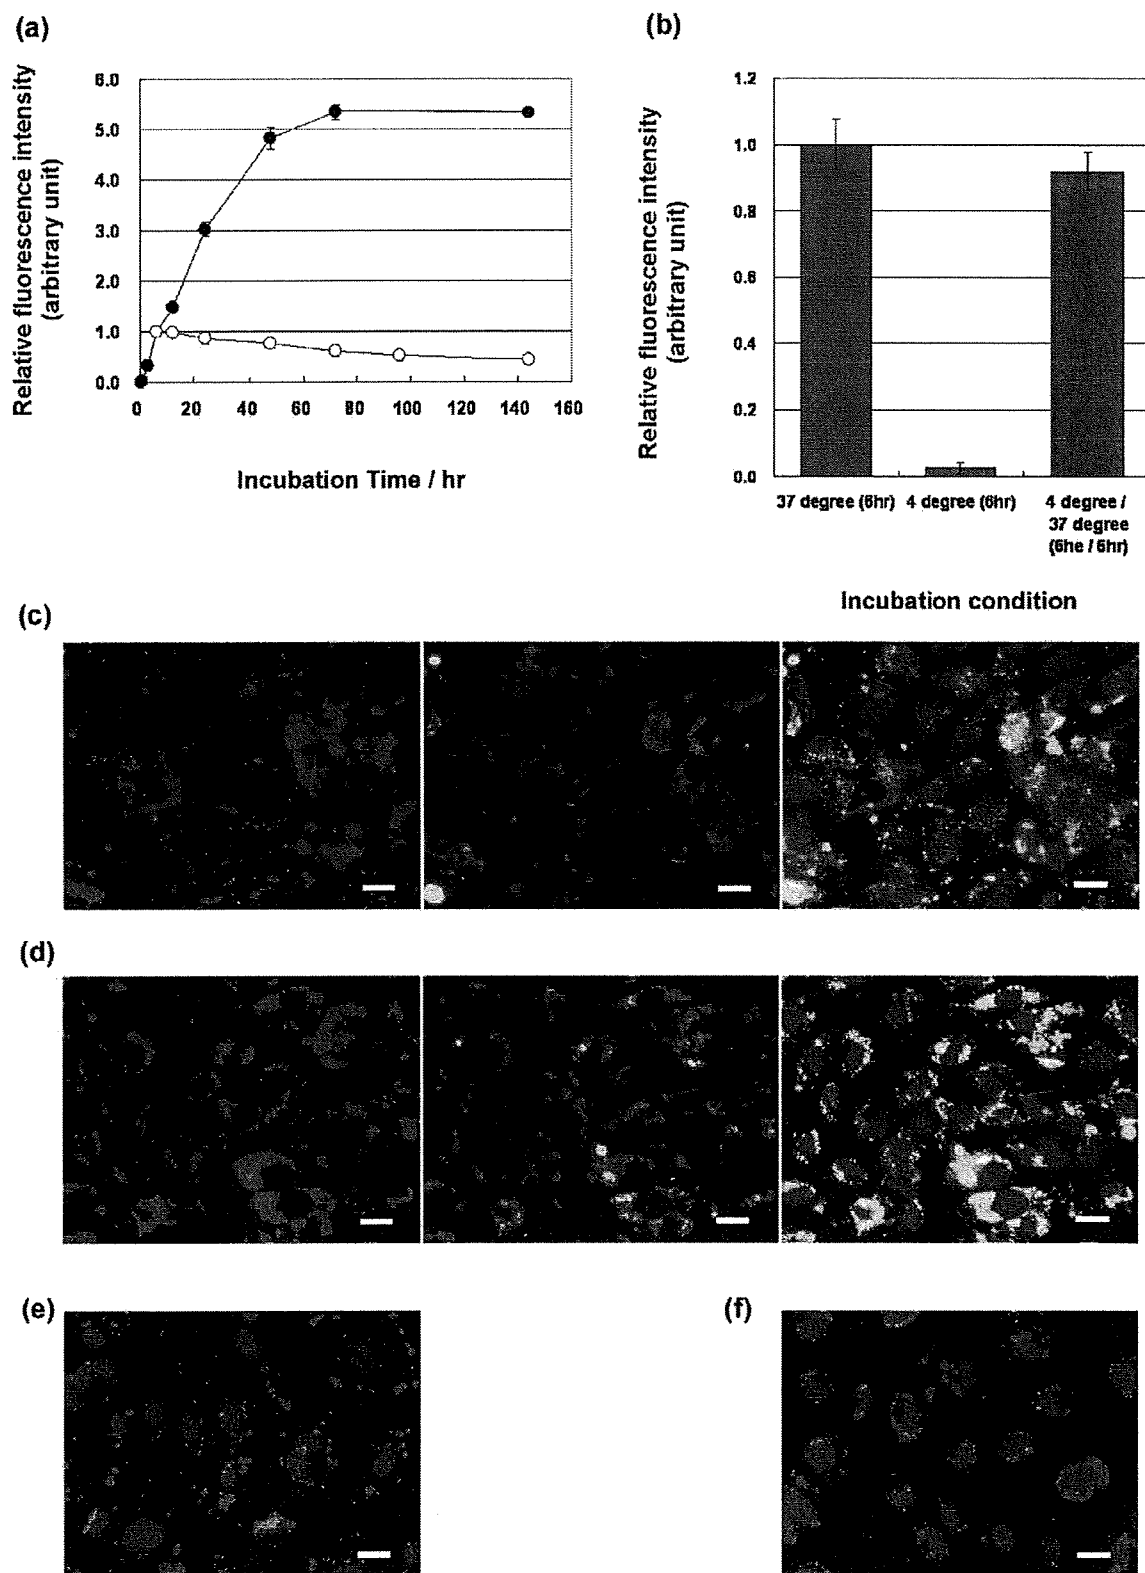 (a)
Relative fluorescence intensity
(arbitrary unit)
6.0
5.0
4.0
3.0
2.0
1.0
0.0
0 20 40 60 80 100 120 140 160
Incubation Time / hr
(b)
Relative fluorescence intensity
(arbitrary unit)
1.2
1.0
0.8
0.6
0.4
0.2
0.0
37 degree (6hr) 4 degree (6hr) 4 degree /
37 degree
(6he / 6hr)
Incubation condition
(c)
(d)
(e)
(f)